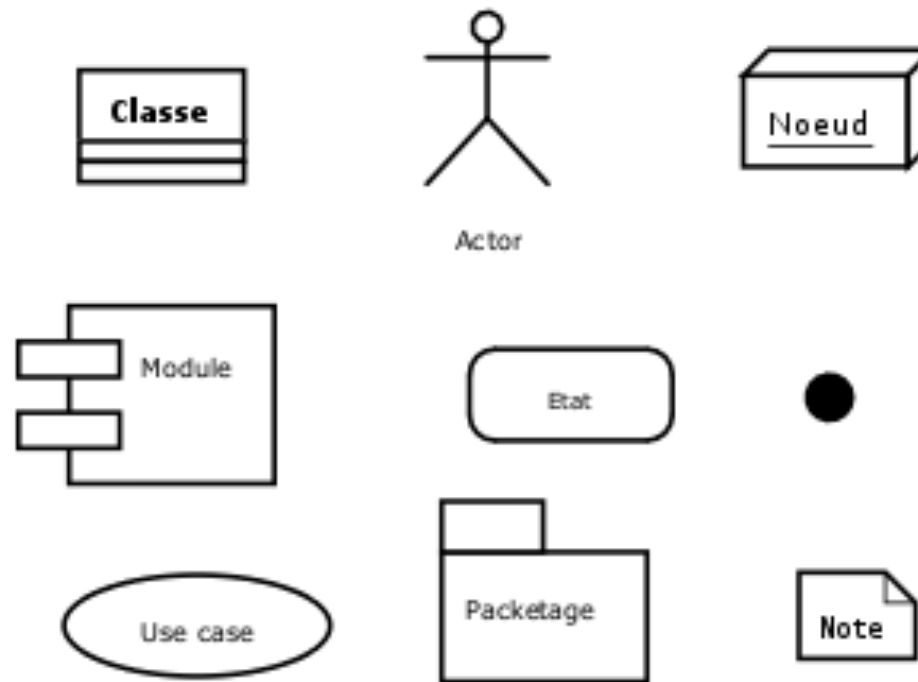 Classe
Noeud
Actor
Module
Etat
Use case
Packetage
Note